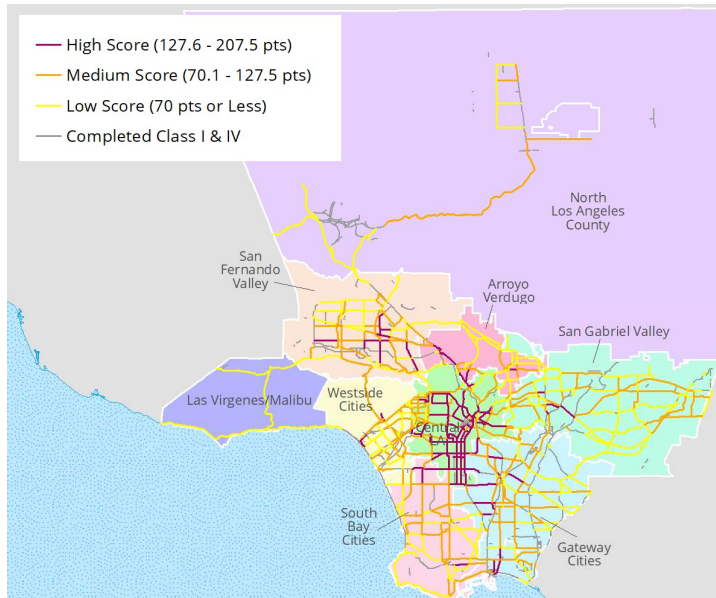 High Score (127.6 - 207.5 pts)
Medium Score (70.1 - 127.5 pts)
Low Score (70 pts or Less)
Completed Class I & IV
North
Los Angeles
County
San
Fernando
Valley
Arroyo
Verdugo
San Gabriel Valley
Las Virgenes/Malibu
Westside
Cities
Central
LA
South
Bay
Cities
Gateway
Cities